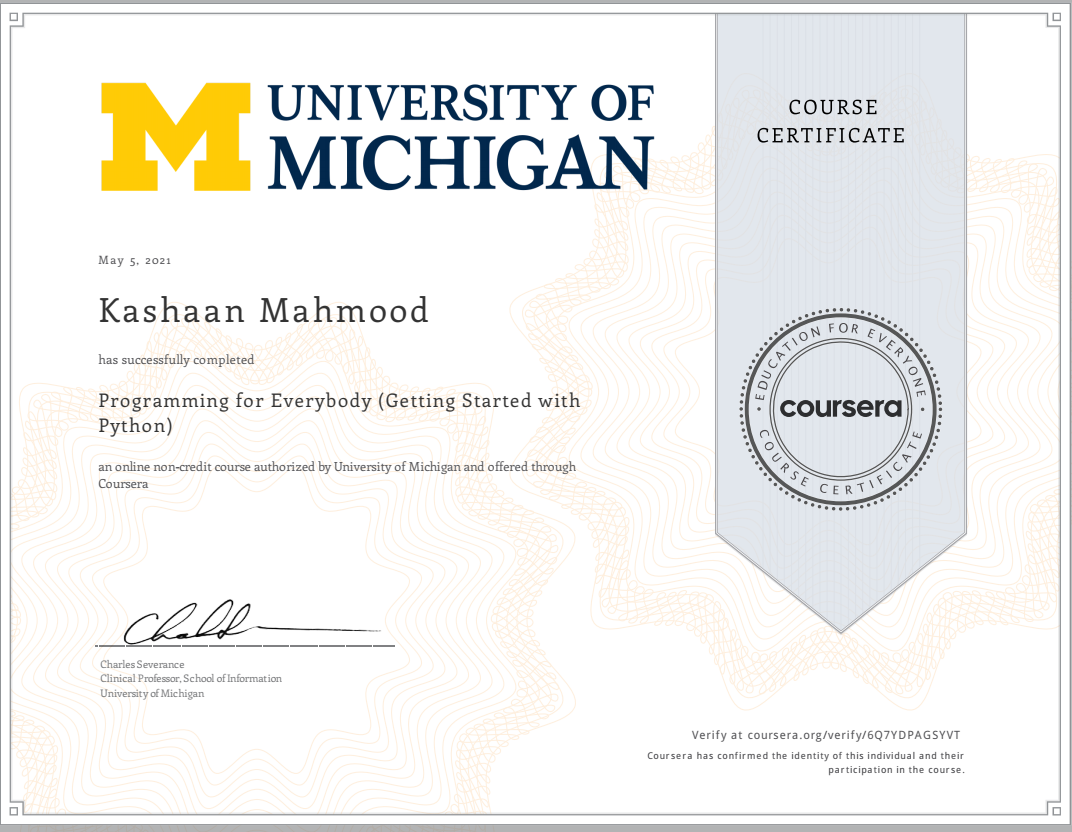 UNIVERSITY OF
MICHIGAN
COURSE
CERTIFICATE
May 5, 2021
Kashaan Mahmood
has successfully completed
Programming for Everybody (Getting Started with
Python)
an online non-credit course authorized by University of Michigan and offered through
Coursera
EDUCATION FOR EVERYONE
coursera
COURSE CERTIFICATE
Charles Severance
Clinical Professor, School of Information
University of Michigan
Verify at coursera.org/verify/6Q7YDPAGSYVT
Coursera has confirmed the identity of this individual and their
participation in the course.